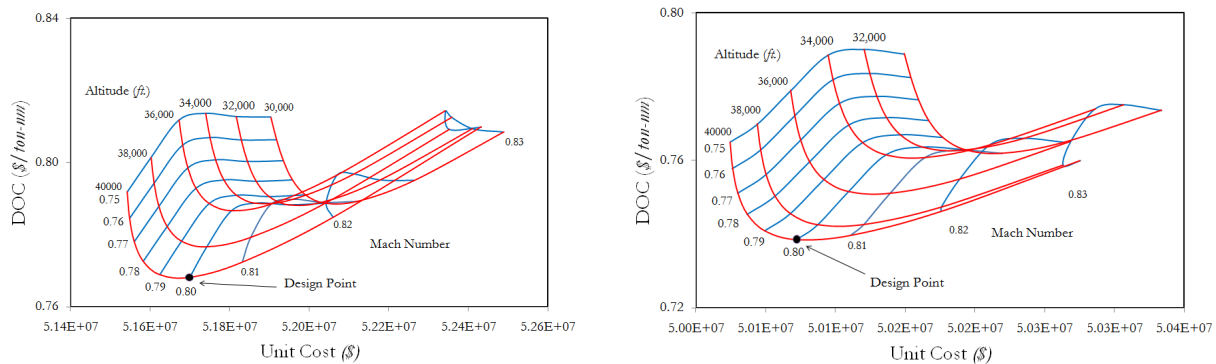 0.84
0.80
0.76
DOC ($/ton-nm)
Altitude (ft.)
40000
38,000
36,000
34,000
32,000
30,000
0.75
0.76
0.77
0.78
0.79
0.80
0.81
0.82
0.83
Mach Number
Design Point
5.14E+07 5.16E+07 5.18E+07 5.20E+07 5.22E+07 5.24E+07 5.26E+07
Unit Cost ($)
0.80
0.76
0.72
DOC ($/ton-nm)
Altitude (ft.)
40000
38,000
36,000
34,000
32,000
0.75
0.76
0.77
0.78
0.79
0.80
0.81
0.82
0.83
Mach Number
Design Point
5.00E+07 5.01E+07 5.01E+07 5.02E+07 5.02E+07 5.03E+07 5.03E+07 5.04E+07
Unit Cost ($)